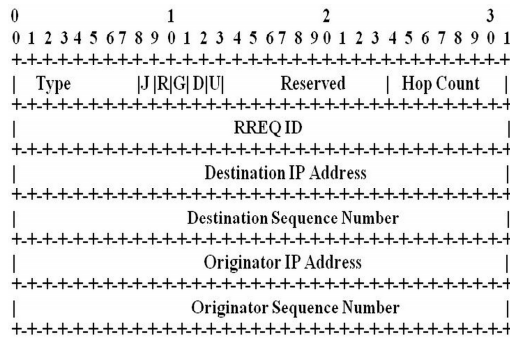 0 1 2 3
0 1 2 3 4 5 6 7 8 9 0 1 2 3 4 5 6 7 8 9 0 1 2 3 4 5 6 7 8 9 0 1
+-+-+-+-+-+-+-+-+-+-+-+-+-+-+-+-+-+-+-+-+-+-+-+-+-+-+-+-+-+-+-+-+
| Type |J|R|G|D|U| Reserved | Hop Count |
+-+-+-+-+-+-+-+-+-+-+-+-+-+-+-+-+-+-+-+-+-+-+-+-+-+-+-+-+-+-+-+-+
| RREQ ID |
+-+-+-+-+-+-+-+-+-+-+-+-+-+-+-+-+-+-+-+-+-+-+-+-+-+-+-+-+-+-+-+-+
| Destination IP Address |
+-+-+-+-+-+-+-+-+-+-+-+-+-+-+-+-+-+-+-+-+-+-+-+-+-+-+-+-+-+-+-+-+
| Destination Sequence Number |
+-+-+-+-+-+-+-+-+-+-+-+-+-+-+-+-+-+-+-+-+-+-+-+-+-+-+-+-+-+-+-+-+
| Originator IP Address |
+-+-+-+-+-+-+-+-+-+-+-+-+-+-+-+-+-+-+-+-+-+-+-+-+-+-+-+-+-+-+-+-+
| Originator Sequence Number |
+-+-+-+-+-+-+-+-+-+-+-+-+-+-+-+-+-+-+-+-+-+-+-+-+-+-+-+-+-+-+-+-+